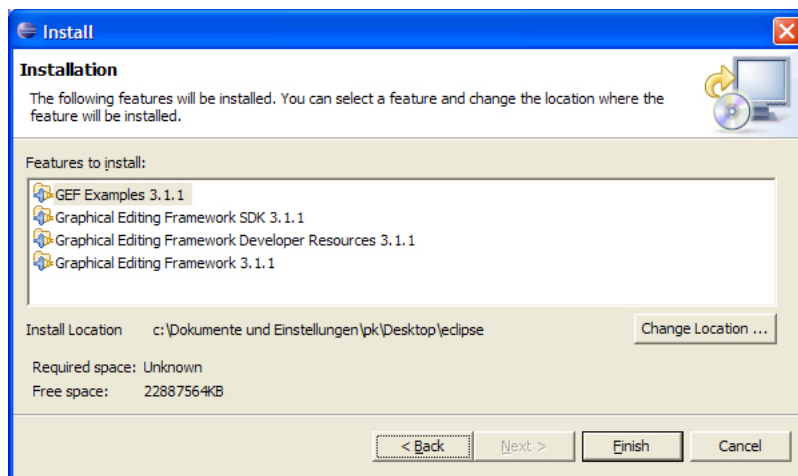 Install
Installation
The following features will be installed. You can select a feature and change the location where the
feature will be installed.
Features to install:
GEF Examples 3.1.1
Graphical Editing Framework SDK 3.1.1
Graphical Editing Framework Developer Resources 3.1.1
Graphical Editing Framework 3.1.1
Install Location c:\Dokumente und Einstellungen\pk\Desktop\eclipse Change Location ...
Required space: Unknown
Free space: 22887564KB
< Back Next > Finish Cancel